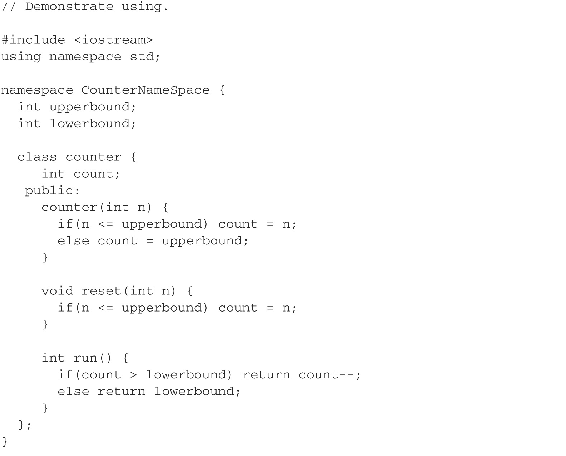 // Demonstrate using.
#include <iostream>
using namespace std;
namespace CounterNameSpace {
int upperbound;
int lowerbound;
class counter {
int count;
public:
counter(int n) {
if(n <= upperbound) count = n;
else count = upperbound;
}
void reset(int n) {
if(n <= upperbound) count = n;
}
int run() {
if(count > lowerbound) return count--;
else return lowerbound;
}
};
}